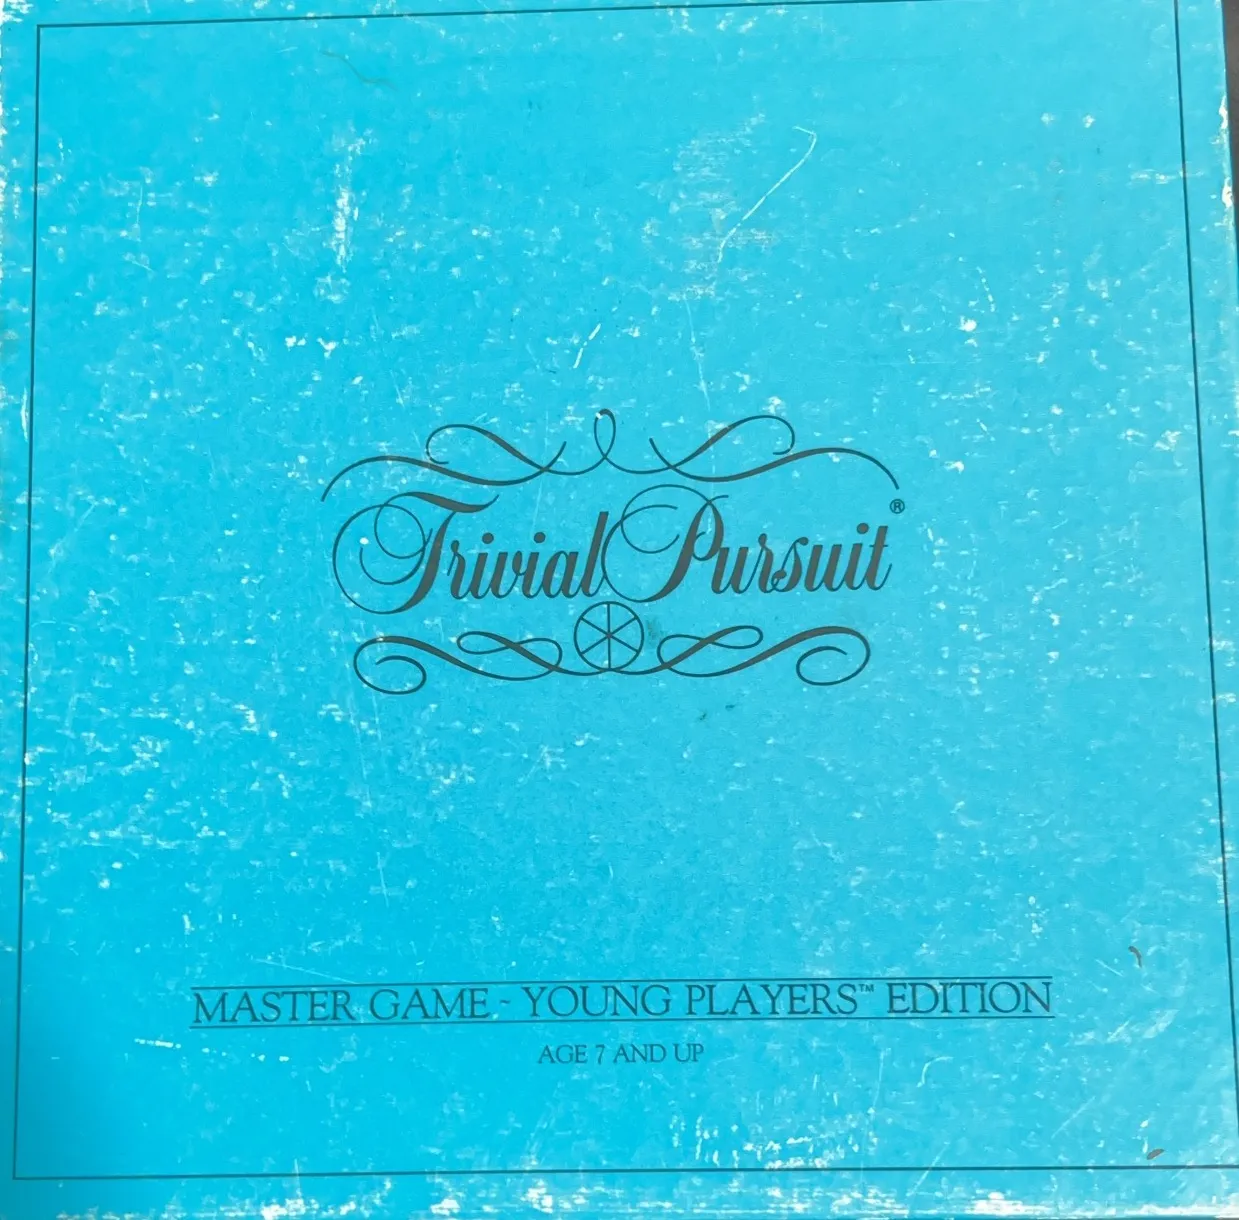 Trivial Pursuit®
MASTER GAME - YOUNG PLAYERS™ EDITION
AGE 7 AND UP